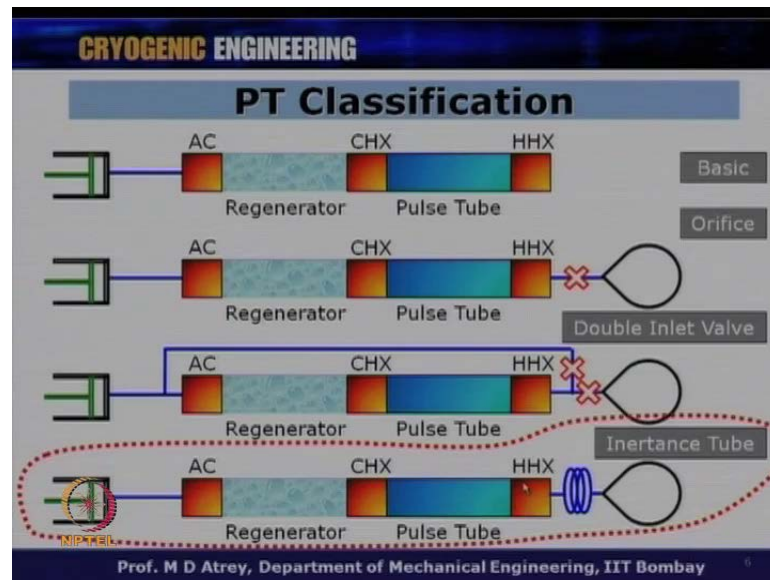 CRYOGENIC ENGINEERING
PT Classification
AC CHX HHX
Basic
Regenerator Pulse Tube
Orifice
AC CHX HHX
Regenerator Pulse Tube
Double Inlet Valve
AC CHX HHX
Regenerator Pulse Tube
Inertance Tube
AC CHX HHX
Regenerator Pulse Tube
NPTEL
Prof. M D Atrey, Department of Mechanical Engineering, IIT Bombay 6